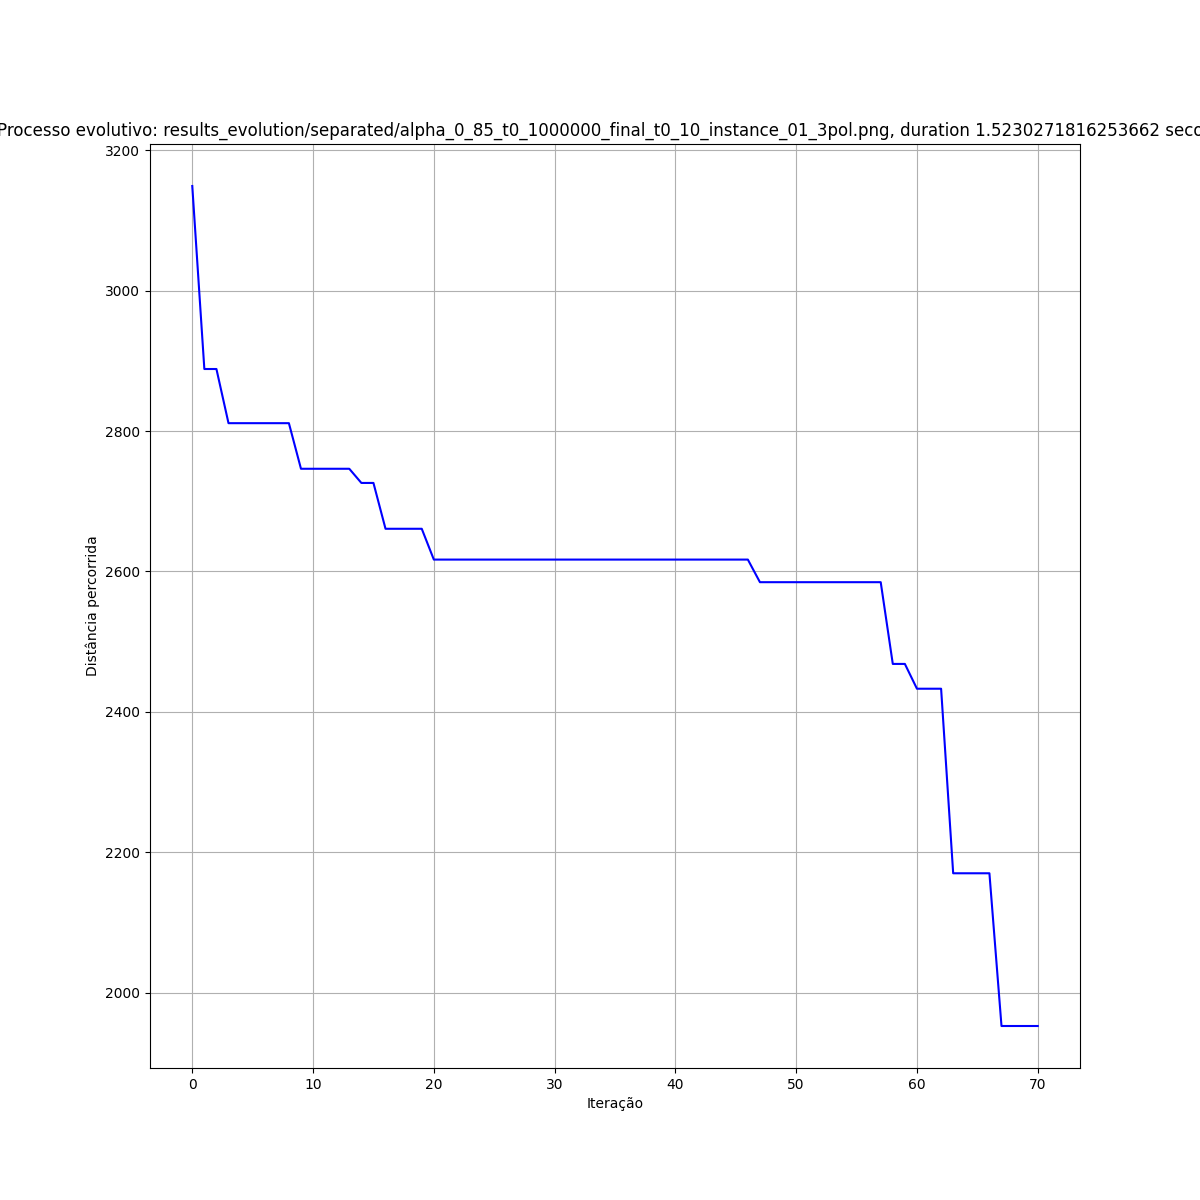 Processo evolutivo: results_evolution/separated/alpha_0_85_t0_1000000_final_t0_10_instance_01_3pol.png, duration 1.5230271816253662 seco
3200
3000
2800
2600
2400
2200
2000
Distância percorrida
0 10 20 30 40 50 60 70
Iteração